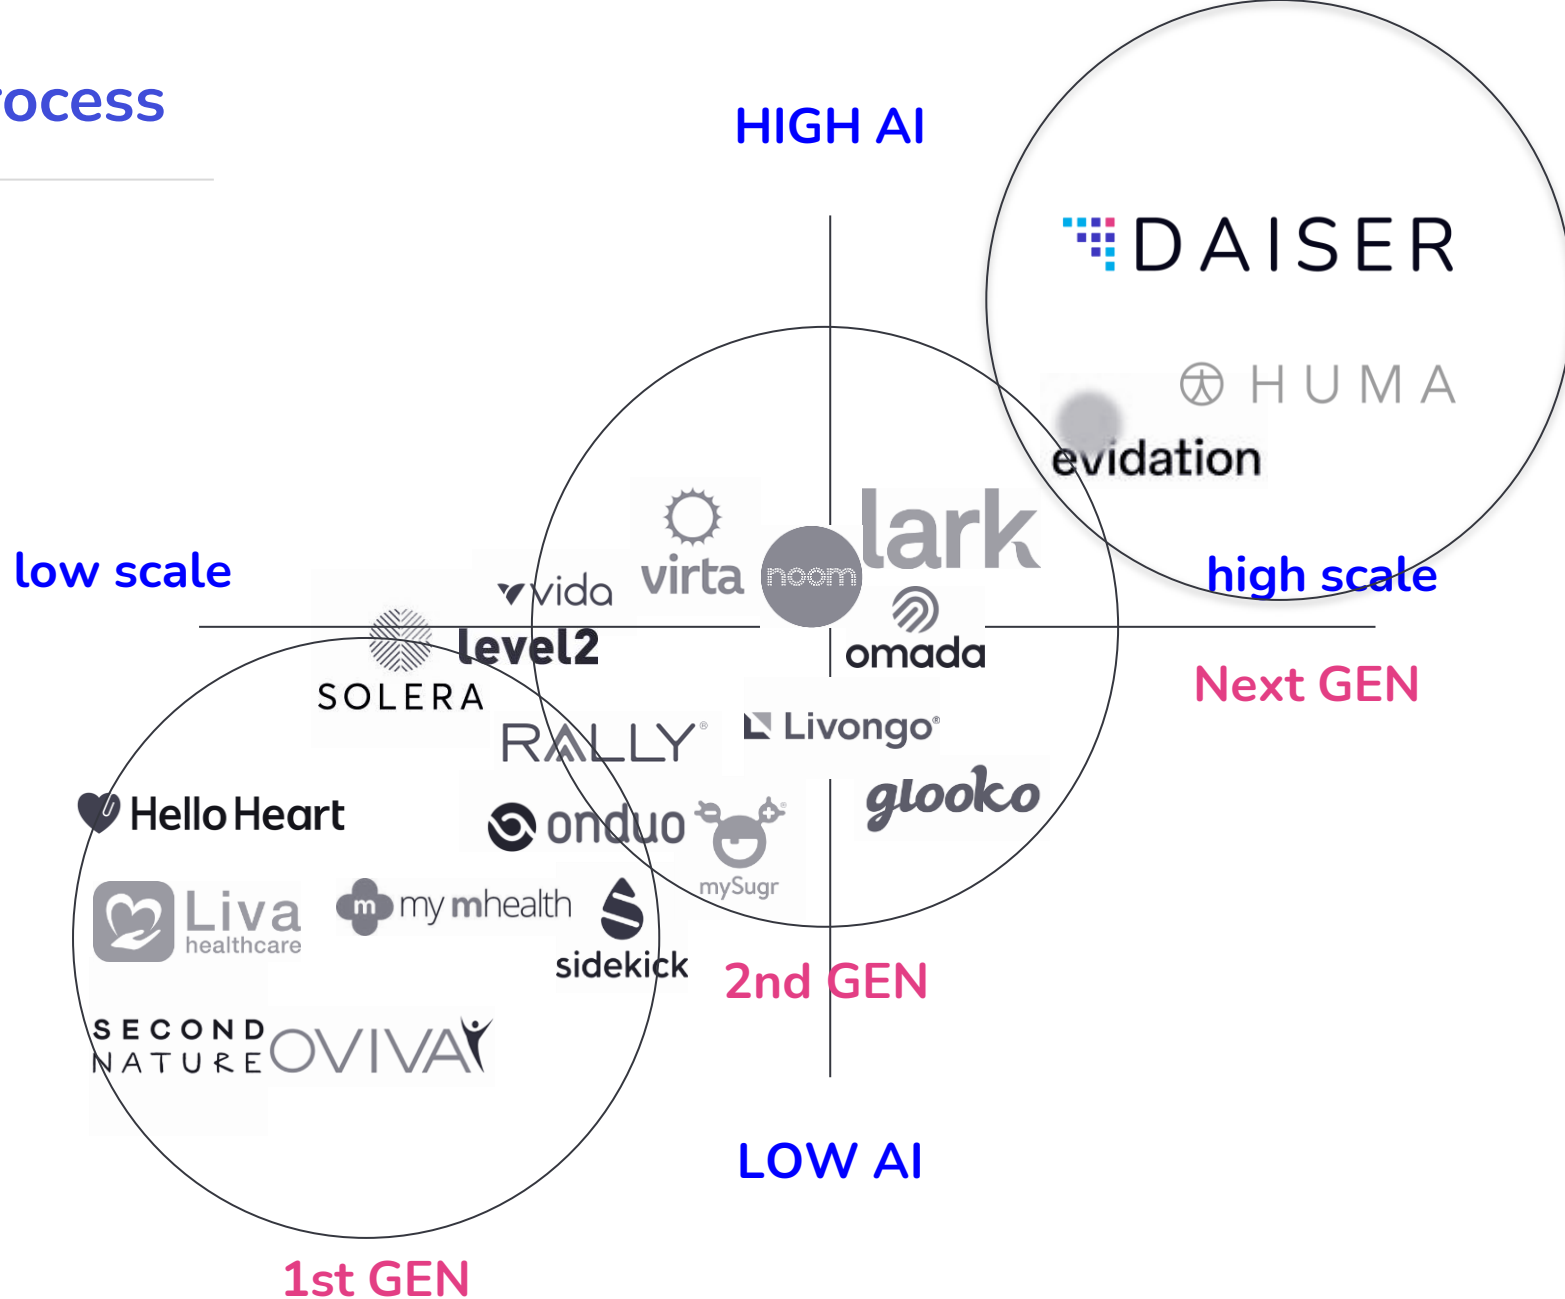 rocess
HIGH AI
DAISER
HUMA
evidation
lark
virta
noom
low scale
high scale
vida
omada
level2
SOLERA
Next GEN
RALLY®
Livongo®
glooko
Hello Heart
onduo
mySugr
Liva
healthcare
m my mhealth
sidekick
2nd GEN
SECOND
NATURE
OVIVA
LOW AI
1st GEN